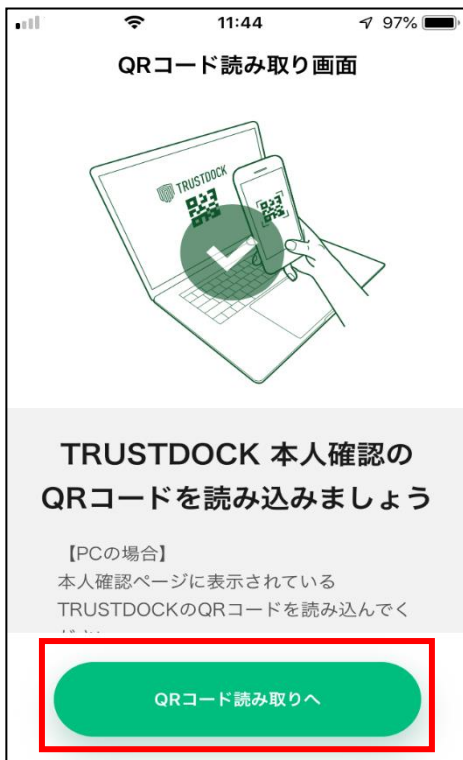 11:44
97%
QRコード読み取り画面
TRUSTDOCK
TRUSTDOCK 本人確認の
QRコードを読み込みましょう
【PCの場合】
本人確認ページに表示されている
TRUSTDOCKのQRコードを読み込んでく
QRコード読み取りへ